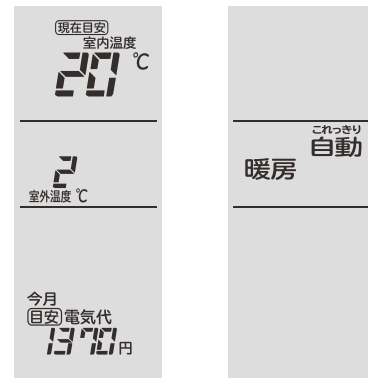 現在目安
室内温度
20 ℃
2
室外温度 ℃
今月
目安 電気代
1370円
これっきり
自動
暖房